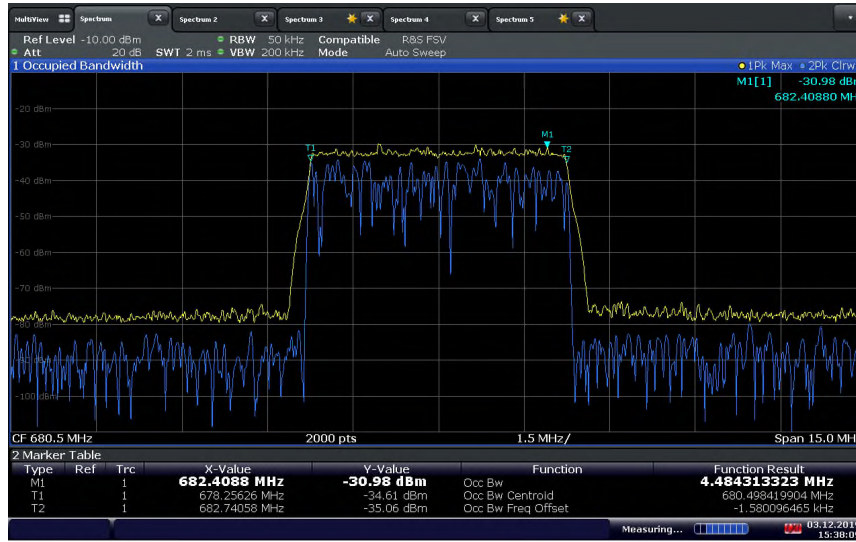 MultiView Spectrum X Spectrum 2 X Spectrum 3 X Spectrum 4 X Spectrum 5 X
Ref Level -10.00 dBm RBW 50 kHz Compatible R&S FSV
Att 20 dB SWT 2 ms VBW 200 kHz Mode Auto Sweep
1 Occupied Bandwidth 1Pk Max 2Pk Clrw
M1[1] -30.98 dBm
682.40880 MH
-20 dBm
M1
-30 dBm
T1 T2
-40 dBm
-50 dBm
-60 dBm
-70 dBm
-80 dBm
-100 dBm
CF 680.5 MHz 2000 pts 1.5 MHz/ Span 15.0 MH
2 Marker Table
Type Ref Trc X-Value Y-Value Function Function Result
M1 1 682.4088 MHz -30.98 dBm Occ Bw 4.484313323 MHz
T1 1 678.25626 MHz -34.61 dBm Occ Bw Centroid 680.498419904 MHz
T2 1 682.74058 MHz -35.06 dBm Occ Bw Freq Offset -1.580096465 kHz
Measuring... 03.12.201
15:38:0